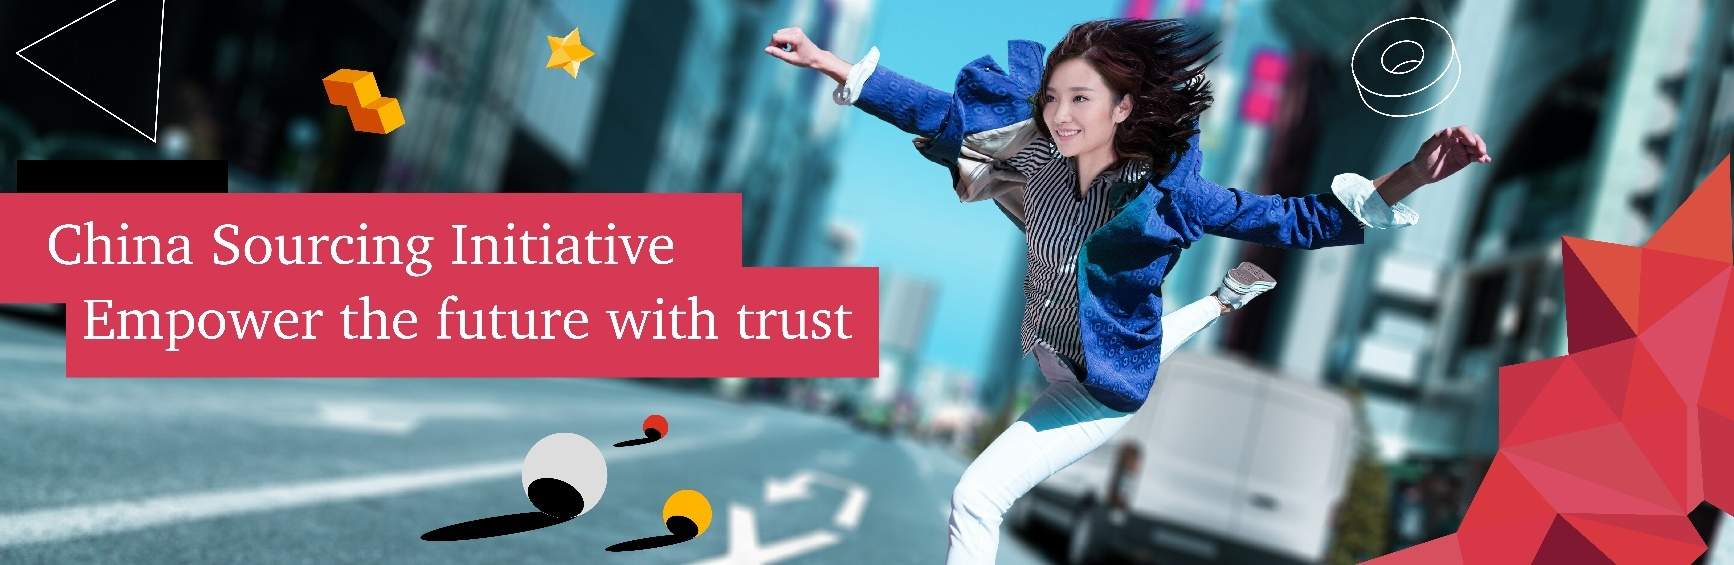 China Sourcing Initiative
Empower the future with trust